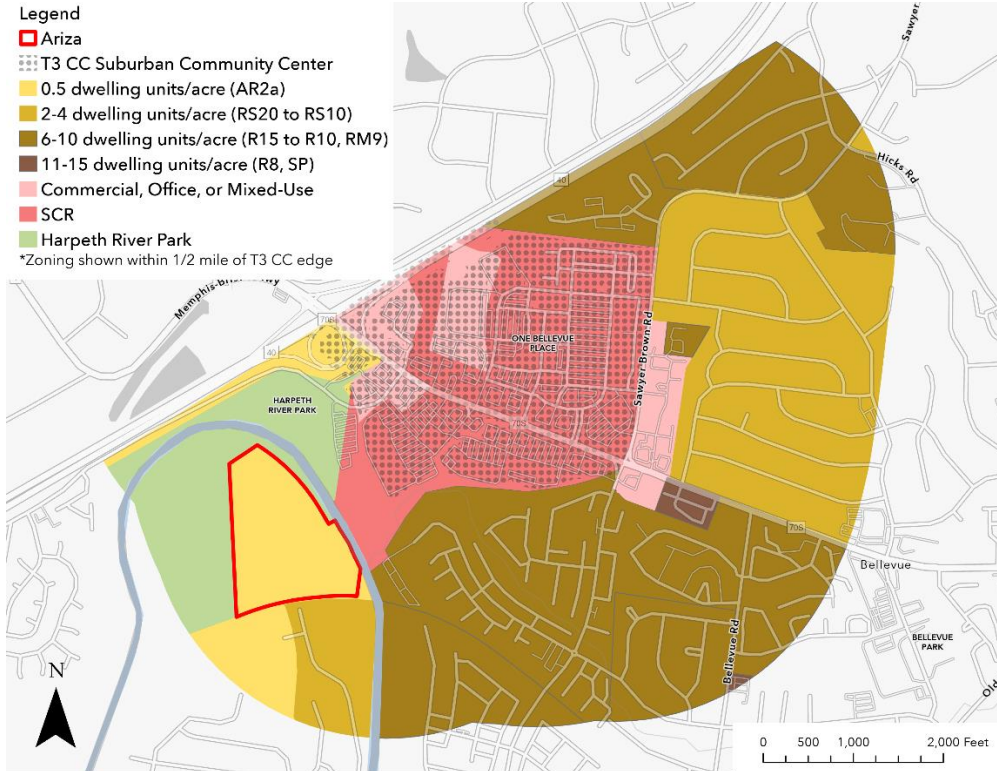 Legend
Ariza
T3 CC Suburban Community Center
0.5 dwelling units/acre (AR2a)
2-4 dwelling units/acre (RS20 to RS10)
6-10 dwelling units/acre (R15 to R10, RM9)
11-15 dwelling units/acre (R8, SP)
Commercial, Office, or Mixed-Use
SCR
Harpeth River Park
*Zoning shown within 1/2 mile of T3 CC edge
Sawyer
Hicks Rd
40
Memphis-
wy
70S
40
ONE BELLEVUE
PLACE
Sawyer Brown Rd
HARPETH
RIVER PARK
70S
70S
Bellevue
BELLEVUE
PARK
Bellevue Rd
Old
N
0 500 1,000 2,000 Feet